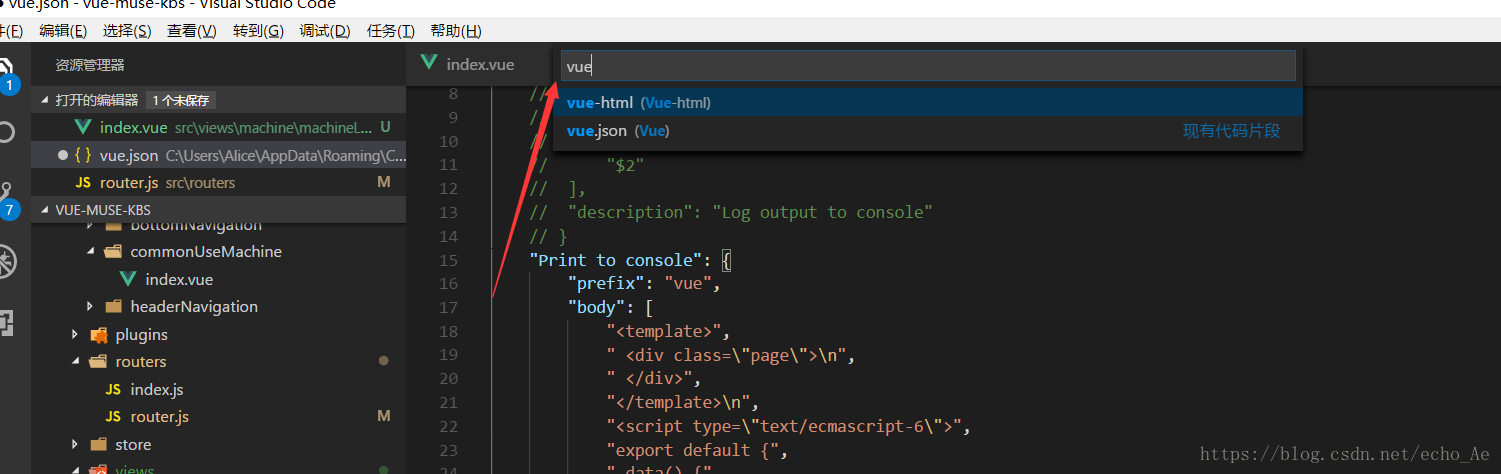 vue.json - vue-muse-kbs - Visual Studio Code
件(F) 编辑(E) 选择(S) 查看(V) 转到(G) 调试(D) 任务(T) 帮助(H)
资源管理器
打开的编辑器 1 个未保存
index.vue src\views\machine\machineL... U
vue.json C:\Users\Alice\AppData\Roaming\C...
JS router.js src\routers M
VUE-MUSE-KBS
bottomNavigation
commonUseMachine
index.vue
headerNavigation
plugins
routers
JS index.js
JS router.js M
store
views
1
7
index.vue
vue
vue-html (Vue-html)
vue.json (Vue) 现有代码片段
8 //
9 //
10 //
11 // "$2"
12 // ],
13 // "description": "Log output to console"
14 // }
15 "Print to console": {
16 "prefix": "vue",
17 "body": [
18 "<template>",
19 " <div class=\"page\">\n",
20 " </div>",
21 "</template>\n",
22 "<script type=\"text/ecmascript-6\">",
23 "export default {",
24 " data() {"
https://blog.csdn.net/echo_Ae